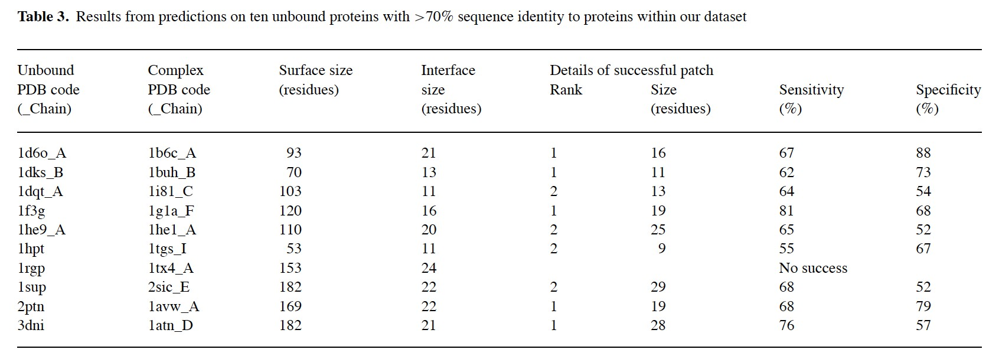 Table 3. Results from predictions on ten unbound proteins with >70% sequence identity to proteins within our dataset
Unbound Complex Surface size Interface Details of successful patch
PDB code PDB code (residues) size Rank Size Sensitivity Specificity
(_Chain) (_Chain) (residues) (residues) (%) (%)
1d6o_A 1b6c_A 93 21 1 16 67 88
1dks_B 1buh_B 70 13 1 11 62 73
1dqt_A 1i81_C 103 11 2 13 64 54
1f3g 1g1a_F 120 16 1 19 81 68
1he9_A 1he1_A 110 20 2 25 65 52
1hpt 1tgs_I 53 11 2 9 55 67
1rgp 1tx4_A 153 24 No success
1sup 2sic_E 182 22 2 29 68 52
2ptn 1avw_A 169 22 1 19 68 79
3dni 1atn_D 182 21 1 28 76 57